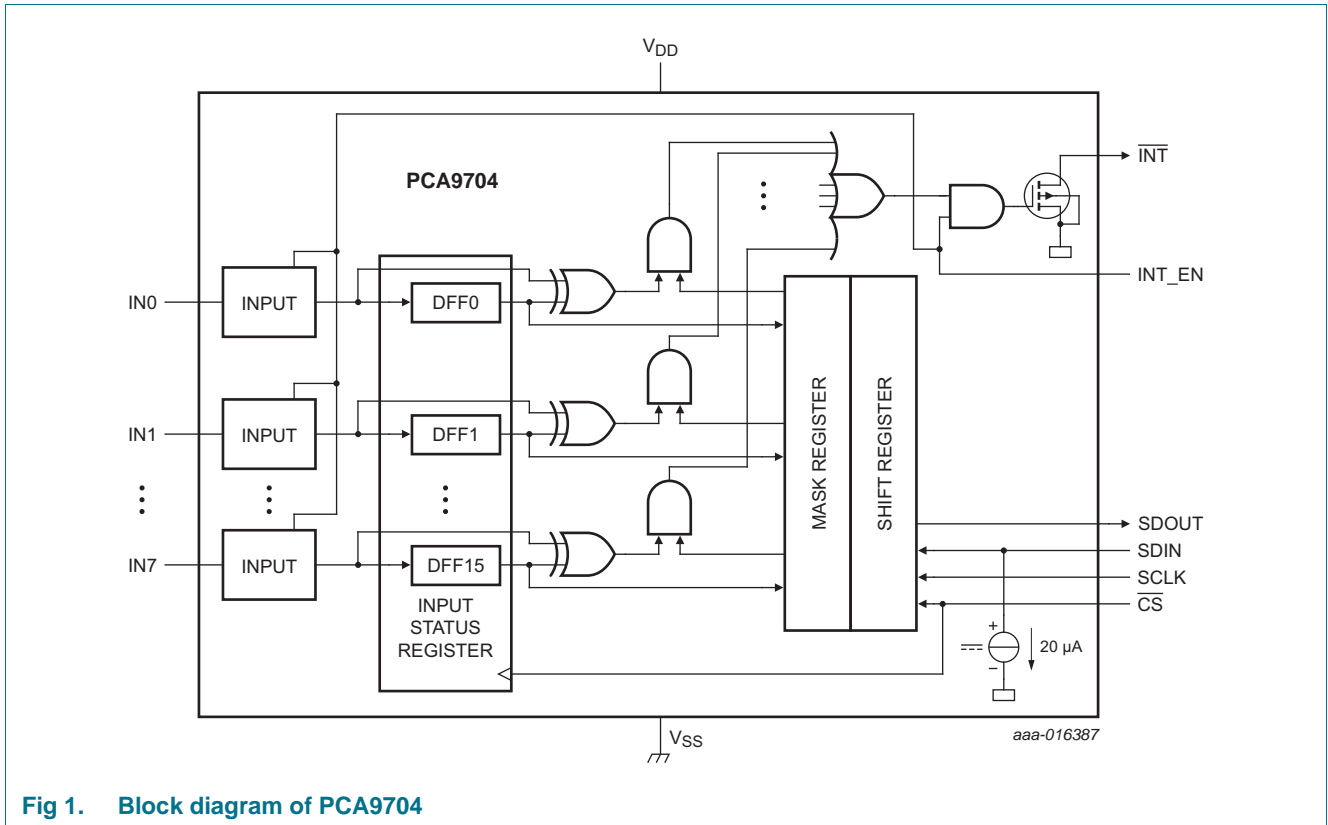 VDD
PCA9704
INT
INT_EN
IN0
INPUT
DFF0
IN1
INPUT
DFF1
IN7
INPUT
DFF15
INPUT
STATUS
REGISTER
MASK REGISTER
SHIFT REGISTER
SDOUT
SDIN
SCLK
CS
+
20 µA
−
VSS
aaa-016387
Fig 1. Block diagram of PCA9704